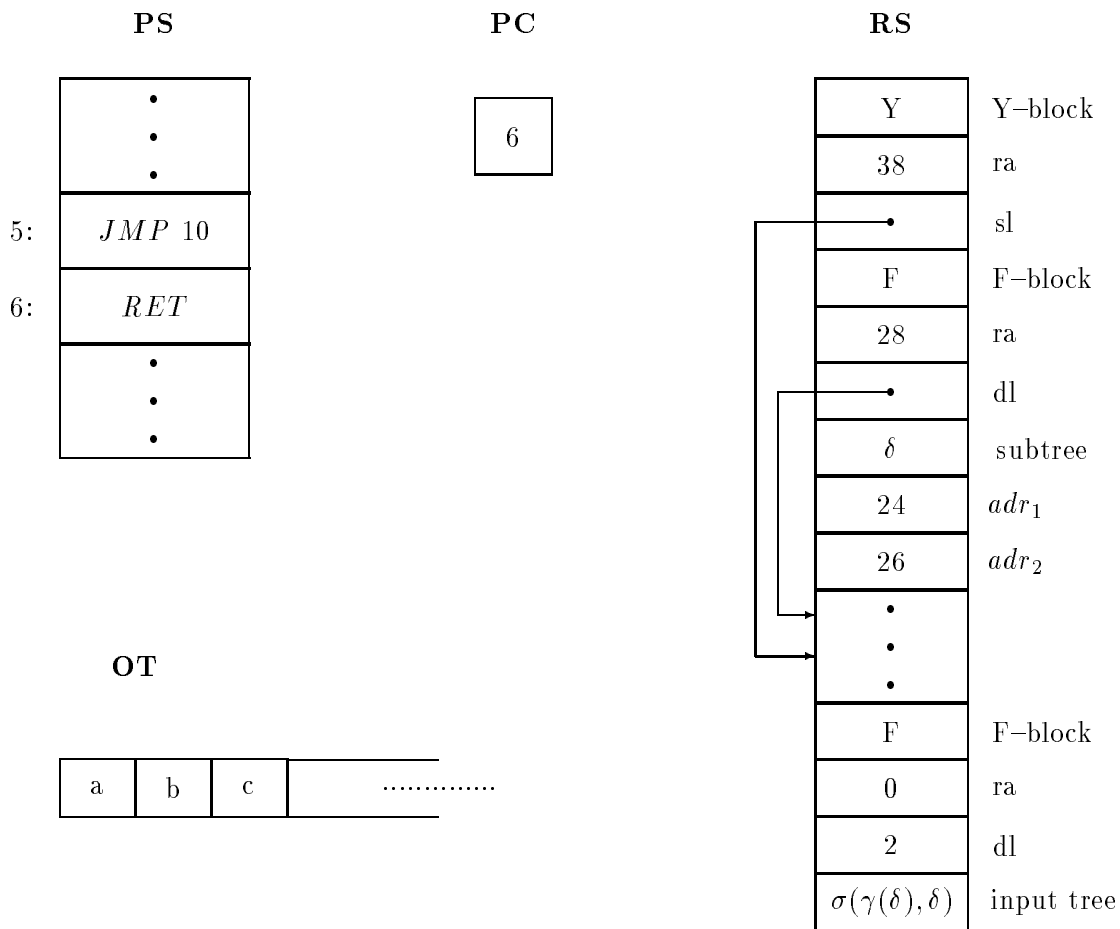 PS PC RS
Y Y–block
6
38 ra
5: JMP 10 sl
F F–block
6: RET
28 ra
dl
δ subtree
24 adr₁
26 adr₂
OT
F F–block
a b c ..............
0 ra
2 dl
σ(γ(δ), δ) input tree